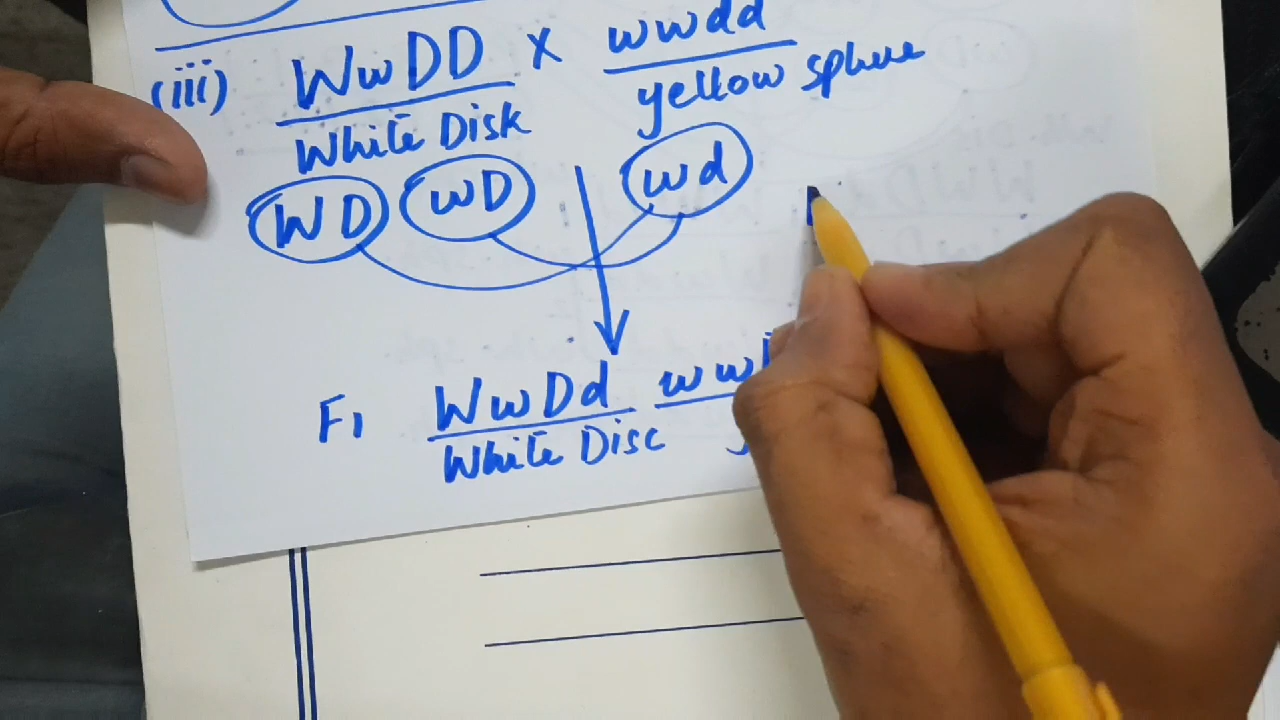 (iii) WwDD x wwdd
White Disk yellow sphere
WD wD wd
F1 WwDd
White Disc